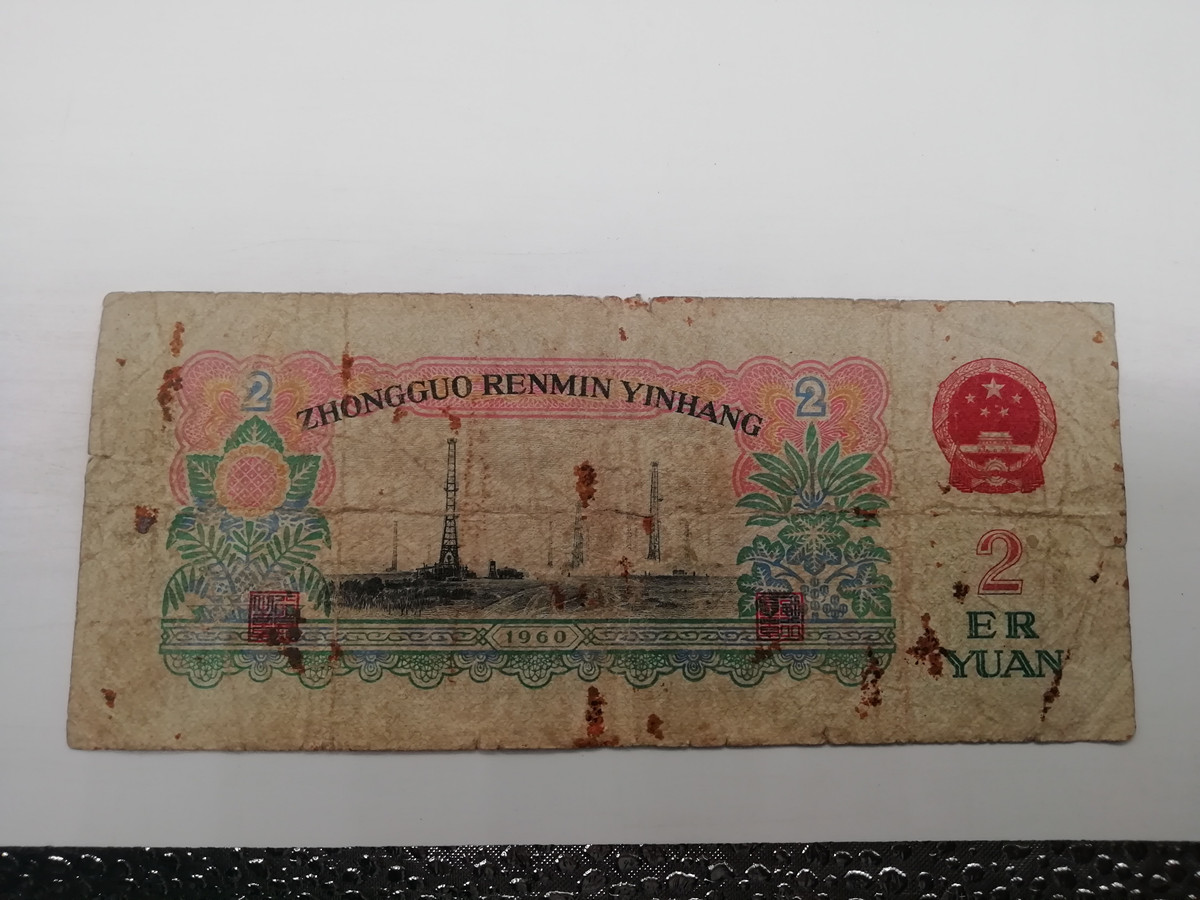 2
2
ZHONGGUO RENMIN YINHANG
2
ER
YUAN
1960